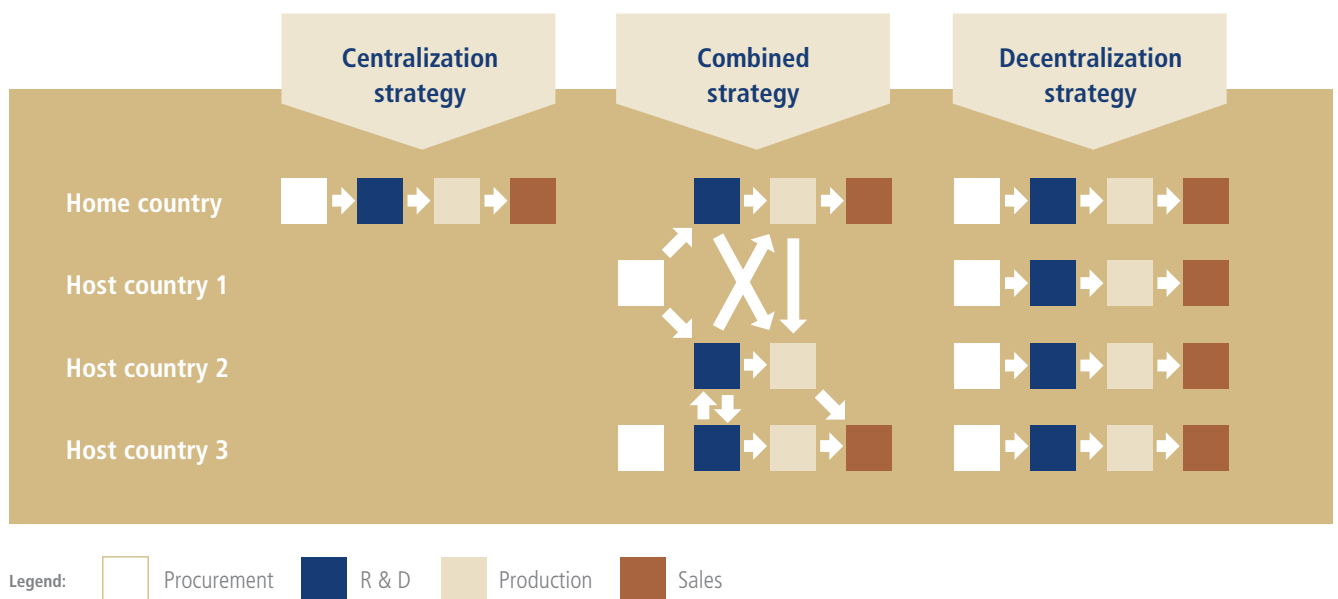 Centralization
strategy
Combined
strategy
Decentralization
strategy
Home country
Host country 1
Host country 2
Host country 3
Legend:
Procurement
R & D
Production
Sales